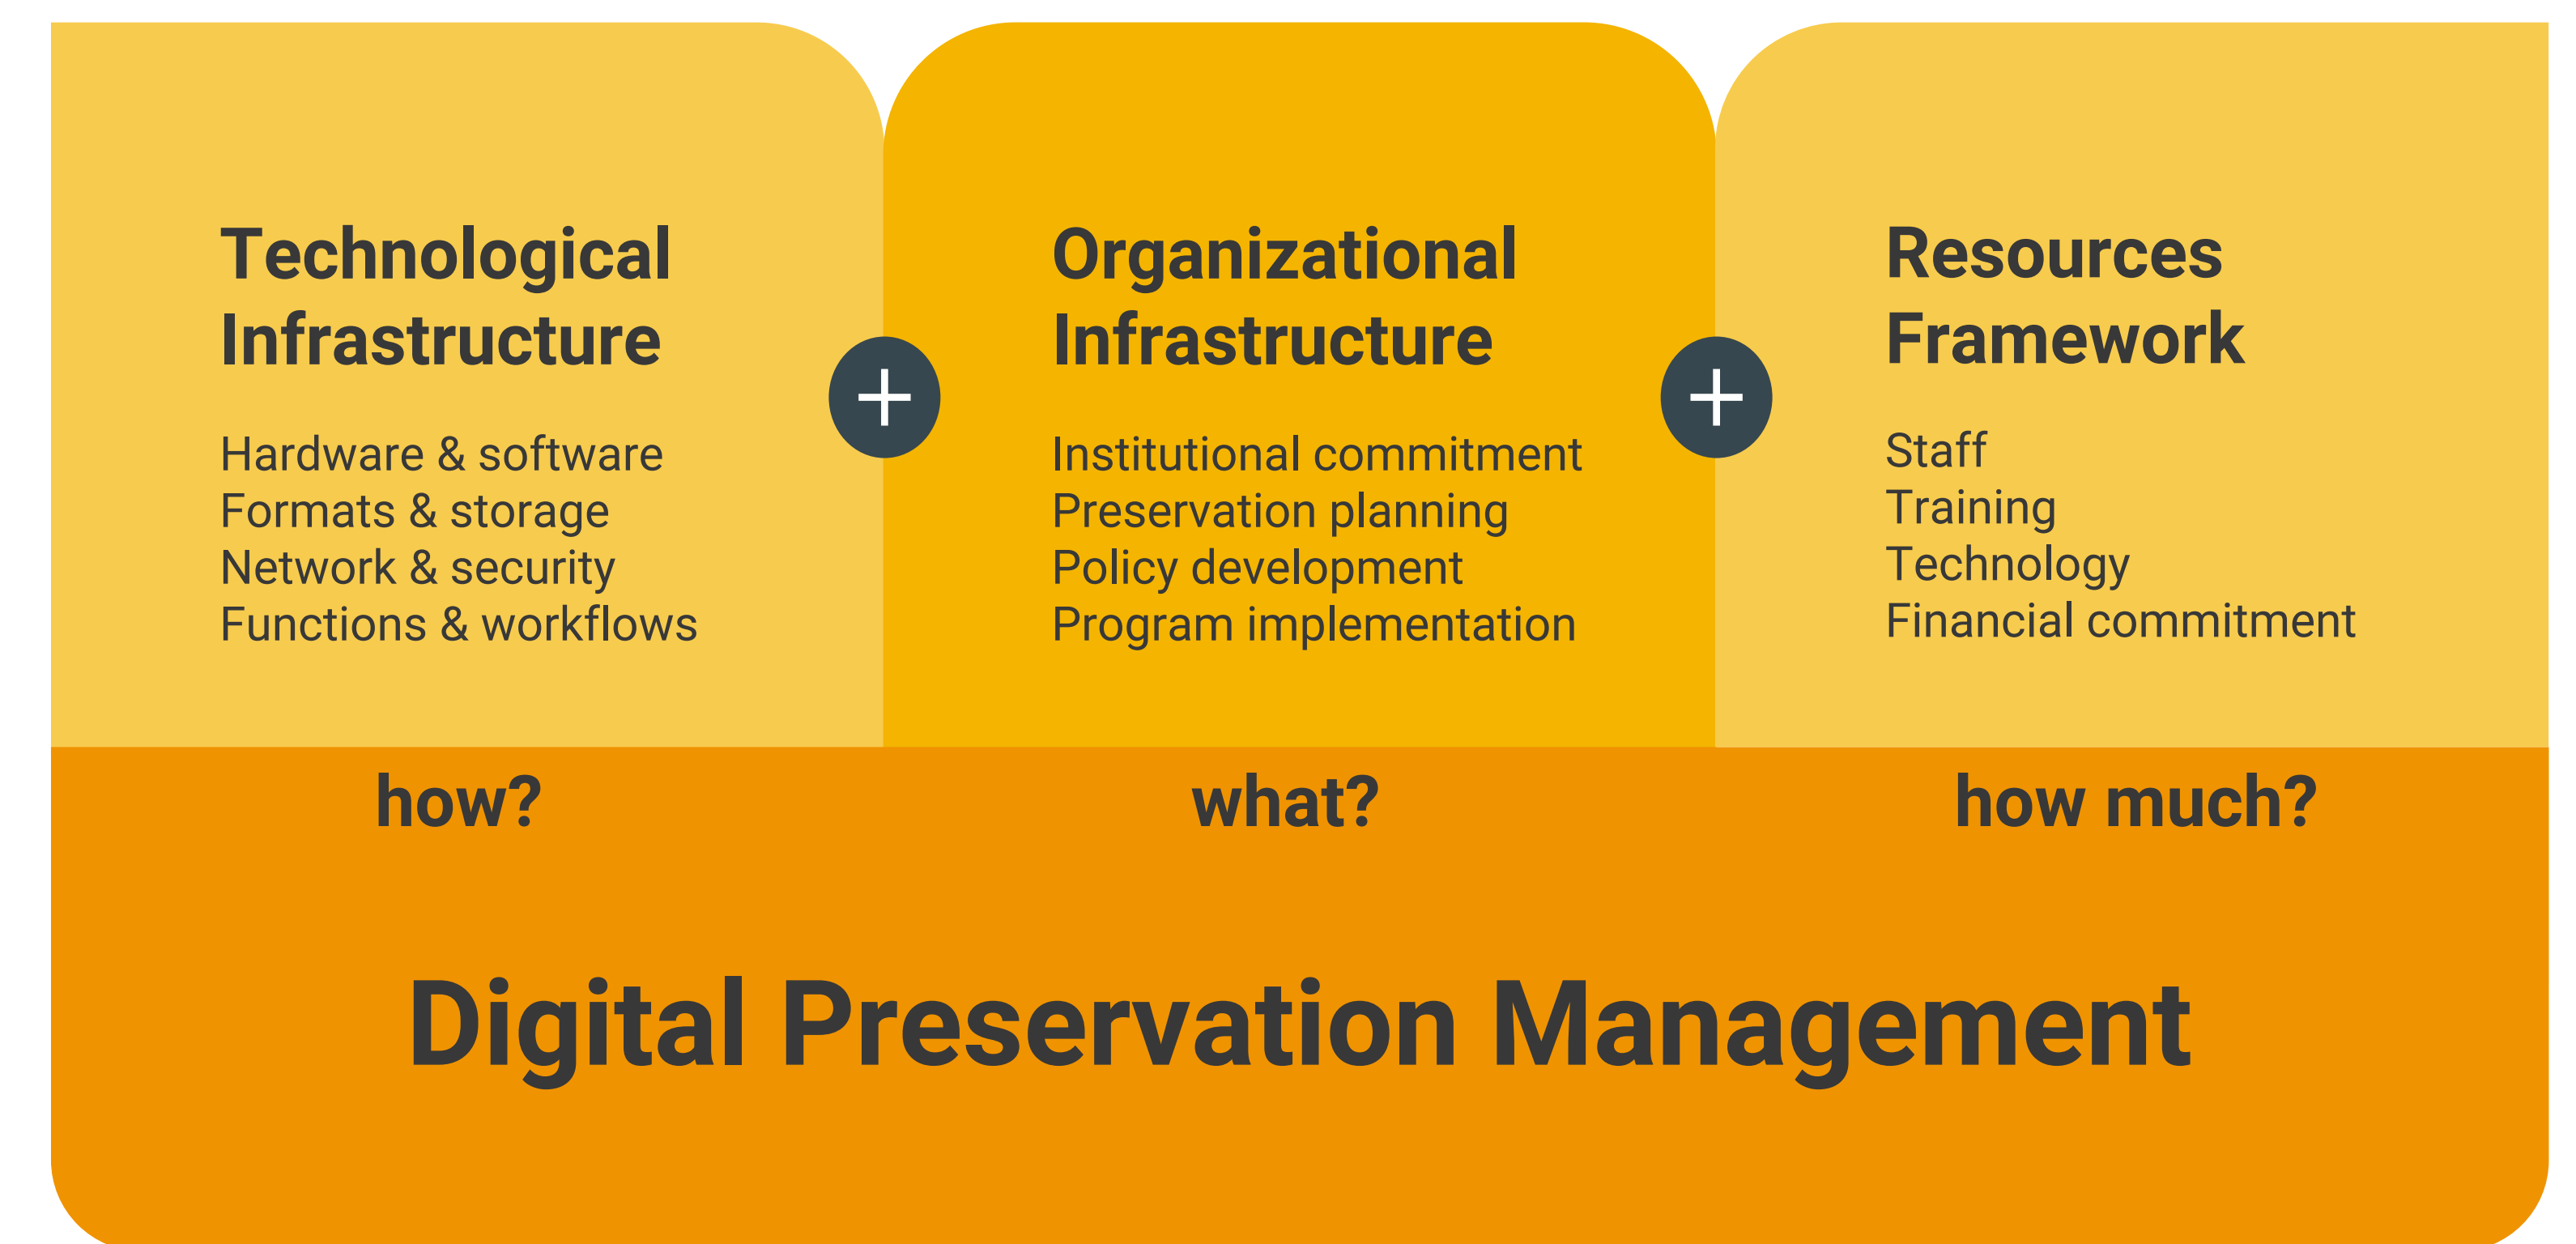 Technological
Infrastructure
Hardware & software
Formats & storage
Network & security
Functions & workflows
+
Organizational
Infrastructure
Institutional commitment
Preservation planning
Policy development
Program implementation
+
Resources
Framework
Staff
Training
Technology
Financial commitment
how?
what?
how much?
Digital Preservation Management